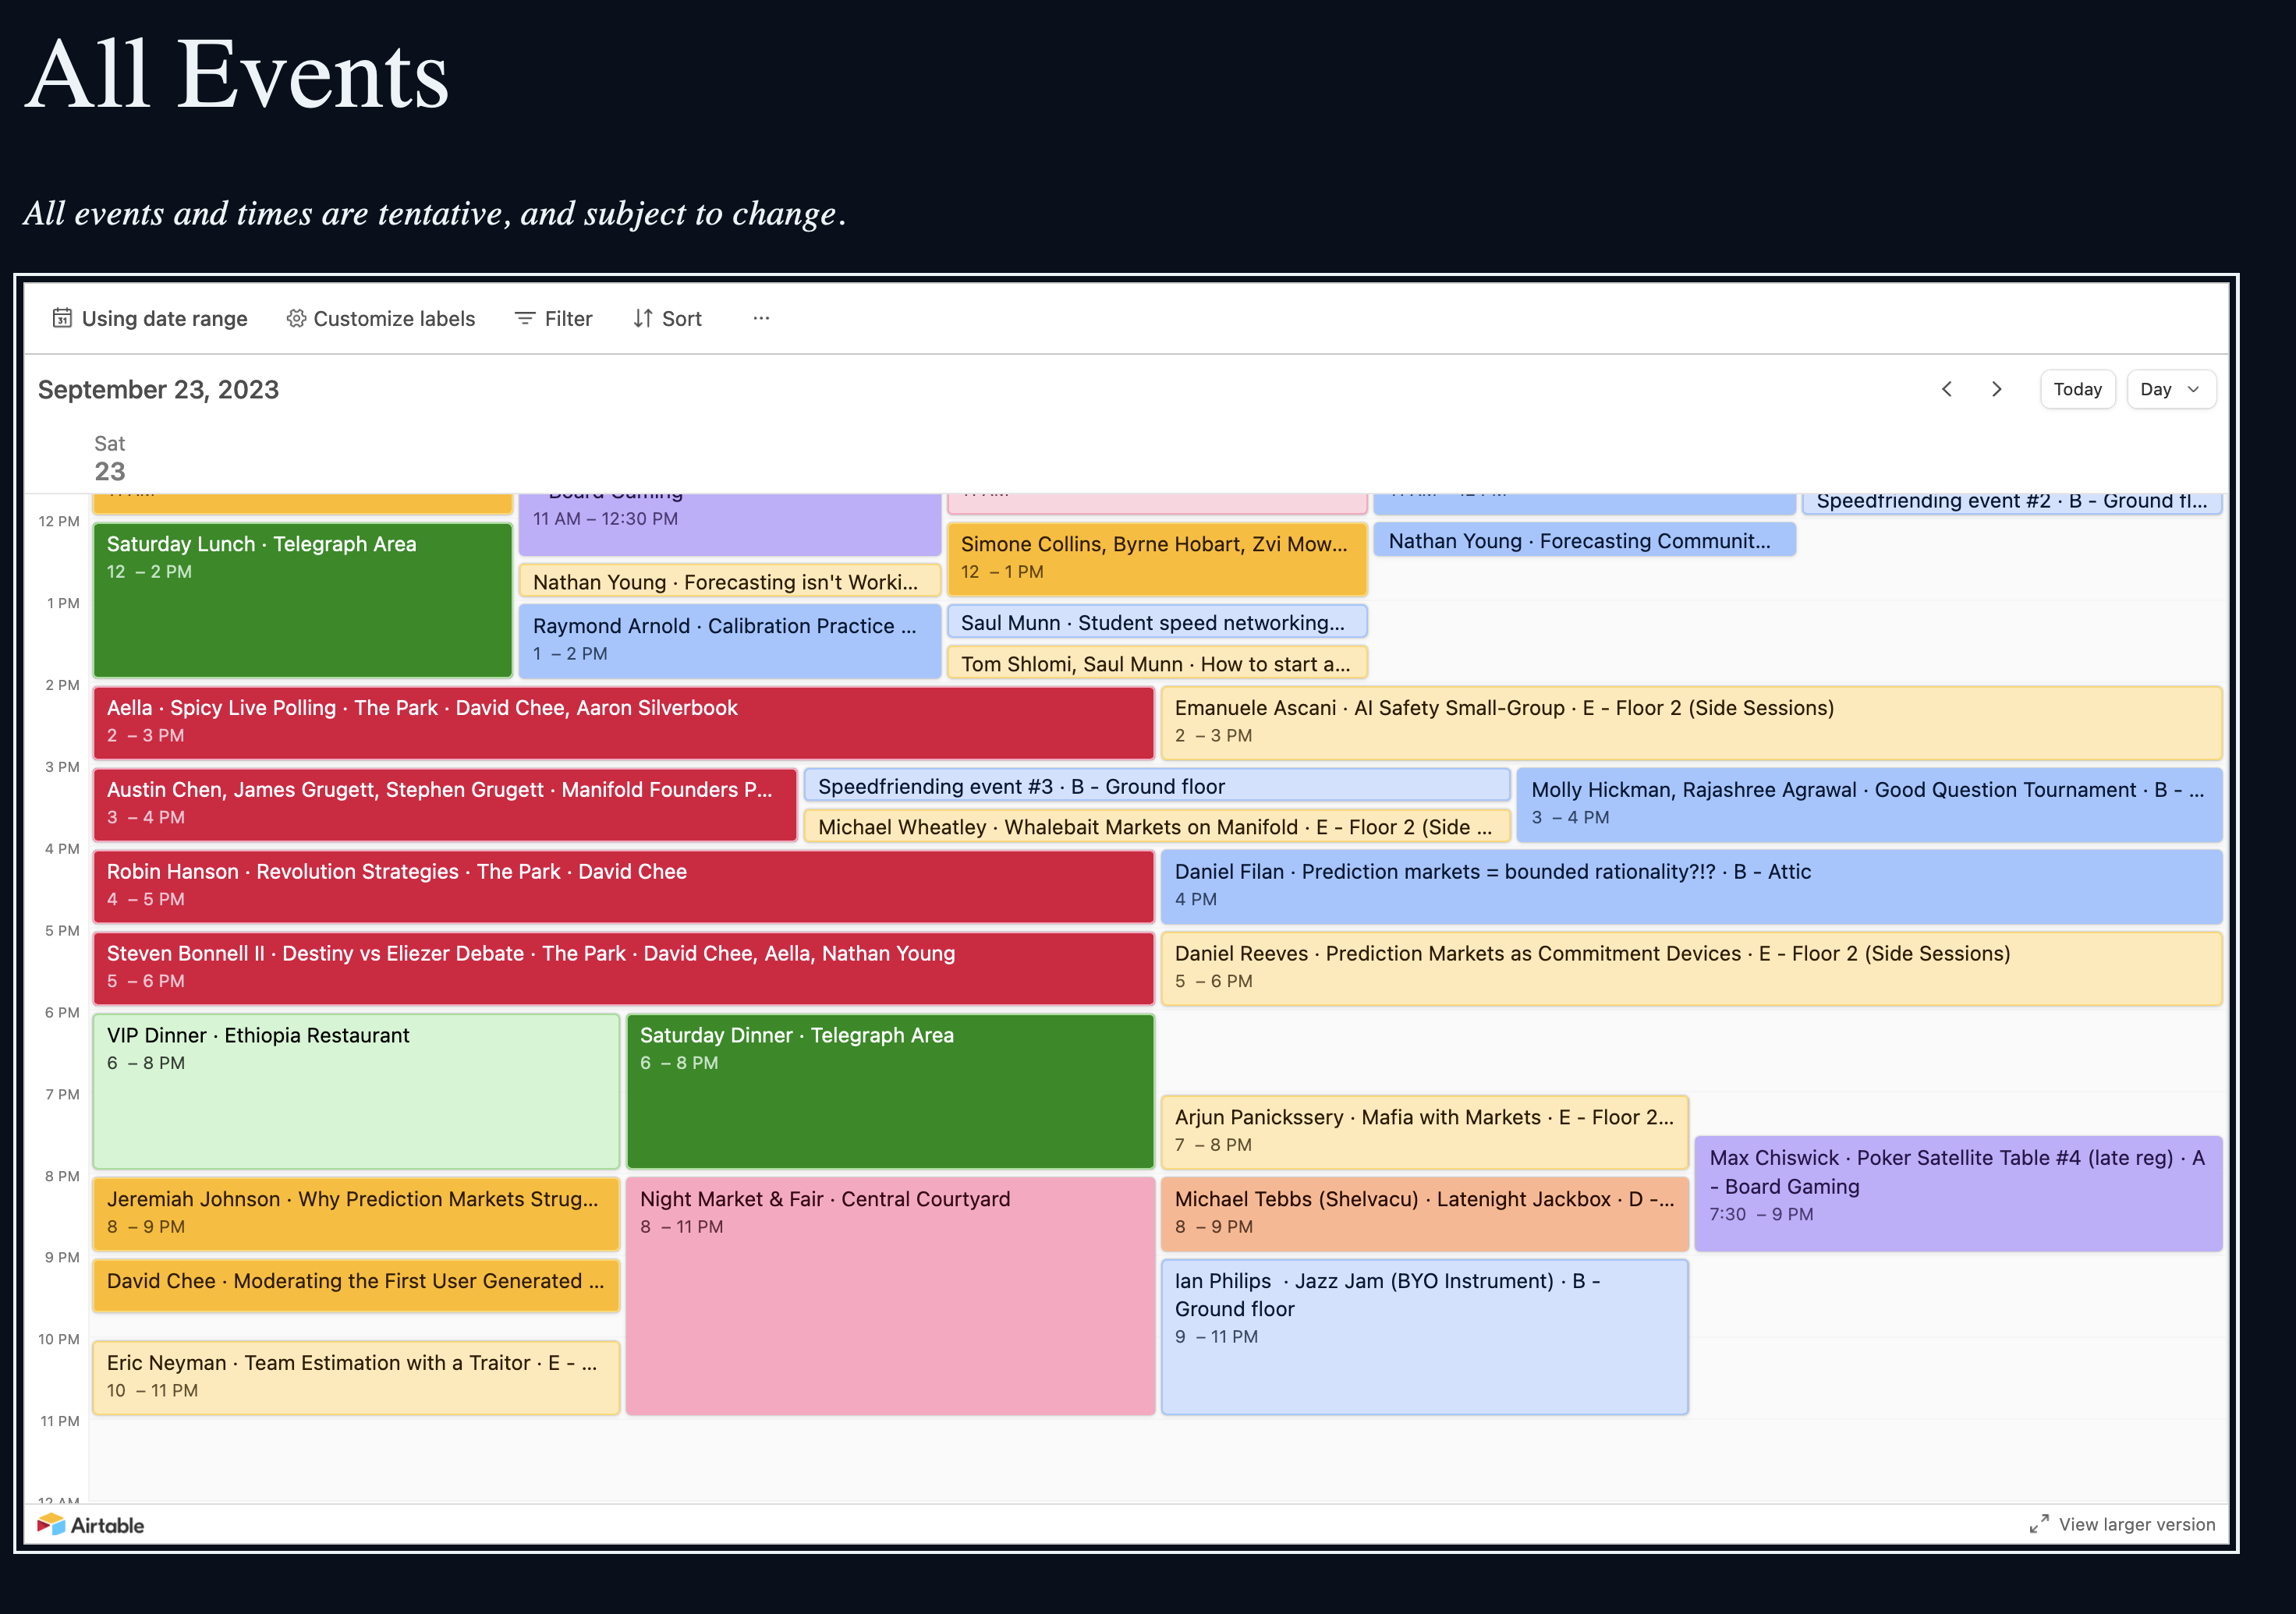 All Events
All events and times are tentative, and subject to change.
Using date range
Customize labels
Filter
Sort
...
September 23, 2023
Today
Day
Sat
23
Board Gaming
11 AM – 12:30 PM
Speedfriending event #2 · B - Ground fl...
12 PM
Saturday Lunch · Telegraph Area
12 – 2 PM
Simone Collins, Byrne Hobart, Zvi Mow...
12 – 1 PM
Nathan Young · Forecasting Communit...
Nathan Young · Forecasting isn't Worki...
1 PM
Raymond Arnold · Calibration Practice ...
1 – 2 PM
Saul Munn · Student speed networking...
Tom Shlomi, Saul Munn · How to start a...
2 PM
Aella · Spicy Live Polling · The Park · David Chee, Aaron Silverbook
2 – 3 PM
Emanuele Ascani · AI Safety Small-Group · E - Floor 2 (Side Sessions)
2 – 3 PM
3 PM
Austin Chen, James Grugett, Stephen Grugett · Manifold Founders P...
3 – 4 PM
Speedfriending event #3 · B - Ground floor
Michael Wheatley · Whalebait Markets on Manifold · E - Floor 2 (Side ...
Molly Hickman, Rajashree Agrawal · Good Question Tournament · B - ...
3 – 4 PM
4 PM
Robin Hanson · Revolution Strategies · The Park · David Chee
4 – 5 PM
Daniel Filan · Prediction markets = bounded rationality?!? · B - Attic
4 PM
5 PM
Steven Bonnell II · Destiny vs Eliezer Debate · The Park · David Chee, Aella, Nathan Young
5 – 6 PM
Daniel Reeves · Prediction Markets as Commitment Devices · E - Floor 2 (Side Sessions)
5 – 6 PM
6 PM
VIP Dinner · Ethiopia Restaurant
6 – 8 PM
Saturday Dinner · Telegraph Area
6 – 8 PM
7 PM
Arjun Panickssery · Mafia with Markets · E - Floor 2...
7 – 8 PM
Max Chiswick · Poker Satellite Table #4 (late reg) · A
- Board Gaming
7:30 – 9 PM
8 PM
Jeremiah Johnson · Why Prediction Markets Strug...
8 – 9 PM
Night Market & Fair · Central Courtyard
8 – 11 PM
Michael Tebbs (Shelvacu) · Latenight Jackbox · D -...
8 – 9 PM
9 PM
David Chee · Moderating the First User Generated ...
Ian Philips · Jazz Jam (BYO Instrument) · B -
Ground floor
9 – 11 PM
10 PM
Eric Neyman · Team Estimation with a Traitor · E - ...
10 – 11 PM
11 PM
12 AM
Airtable
View larger version